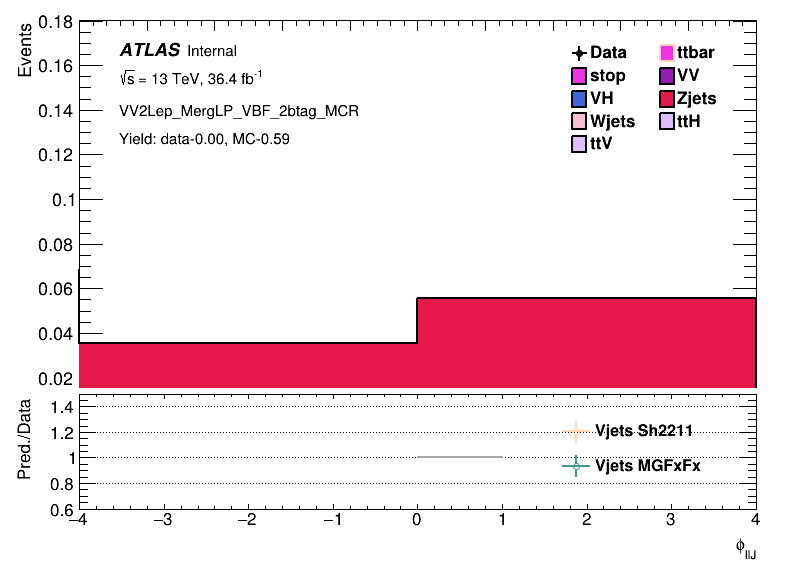 Events
0.18
0.16
0.14
0.12
0.1
0.08
0.06
0.04
0.02
ATLAS Internal
√s = 13 TeV, 36.4 fb⁻¹
VV2Lep_MergLP_VBF_2btag_MCR
Yield: data-0.00, MC-0.59
Data ttbar
stop VV
VH Zjets
Wjets ttH
ttV
Pred./Data
1.4
1.2
1
0.8
0.6
Vjets Sh2211
Vjets MGFxFx
−4 −3 −2 −1 0 1 2 3 4
ϕ_llJ